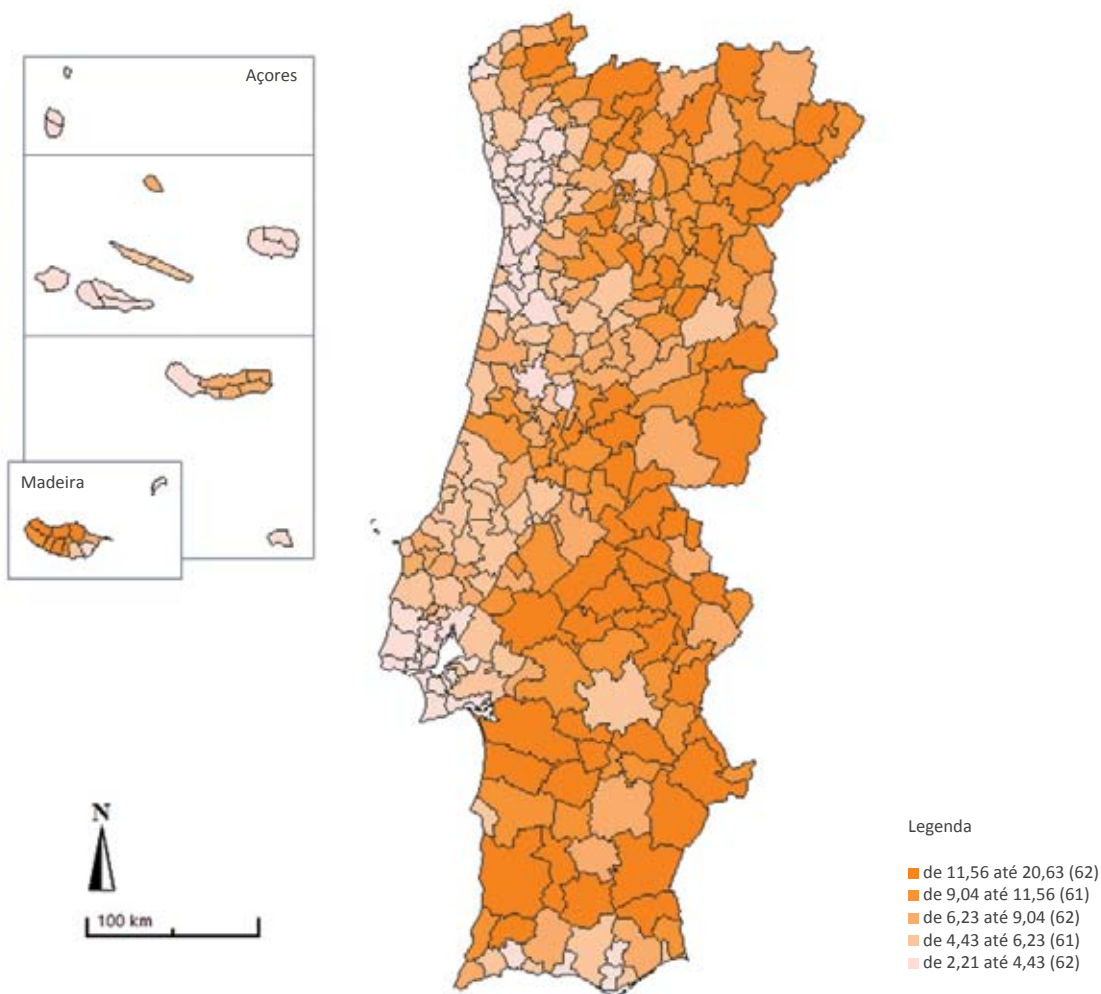 Açores
Madeira
N
100 km
Legenda
de 11,56 até 20,63 (62)
de 9,04 até 11,56 (61)
de 6,23 até 9,04 (62)
de 4,43 até 6,23 (61)
de 2,21 até 4,43 (62)